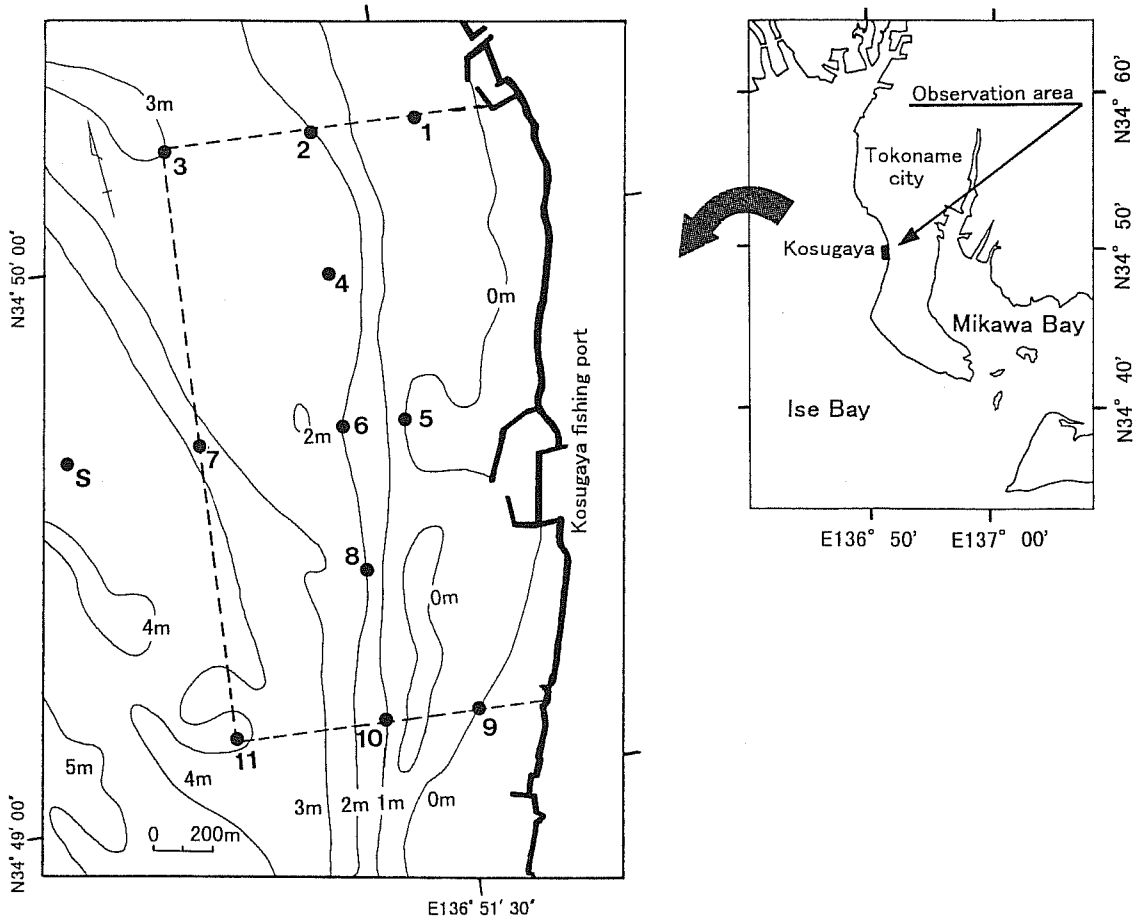 3m
1
2
3
4
N34° 50' 00"
0m
5
6
2m
7
S
Kosugaya fishing port
8
0m
4m
9
10
11
5m
4m
3m
2m
1m
0m
0
200m
N34° 49' 00"
E136° 51' 30"
Observation area
N34° 60'
Tokoname
city
N34° 50'
Kosugaya
Mikawa Bay
N34° 40'
Ise Bay
E136° 50'
E137° 00'